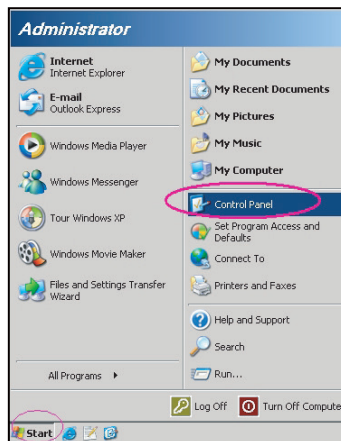 Administrator
Internet
Internet Explorer
E-mail
Outlook Express
Windows Media Player
Windows Messenger
Tour Windows XP
Windows Movie Maker
Files and Settings Transfer
Wizard
All Programs
My Documents
My Recent Documents
My Pictures
My Music
My Computer
Control Panel
Set Program Access and
Defaults
Connect To
Printers and Faxes
Help and Support
Search
Run...
Log Off
Turn Off Compute
Start